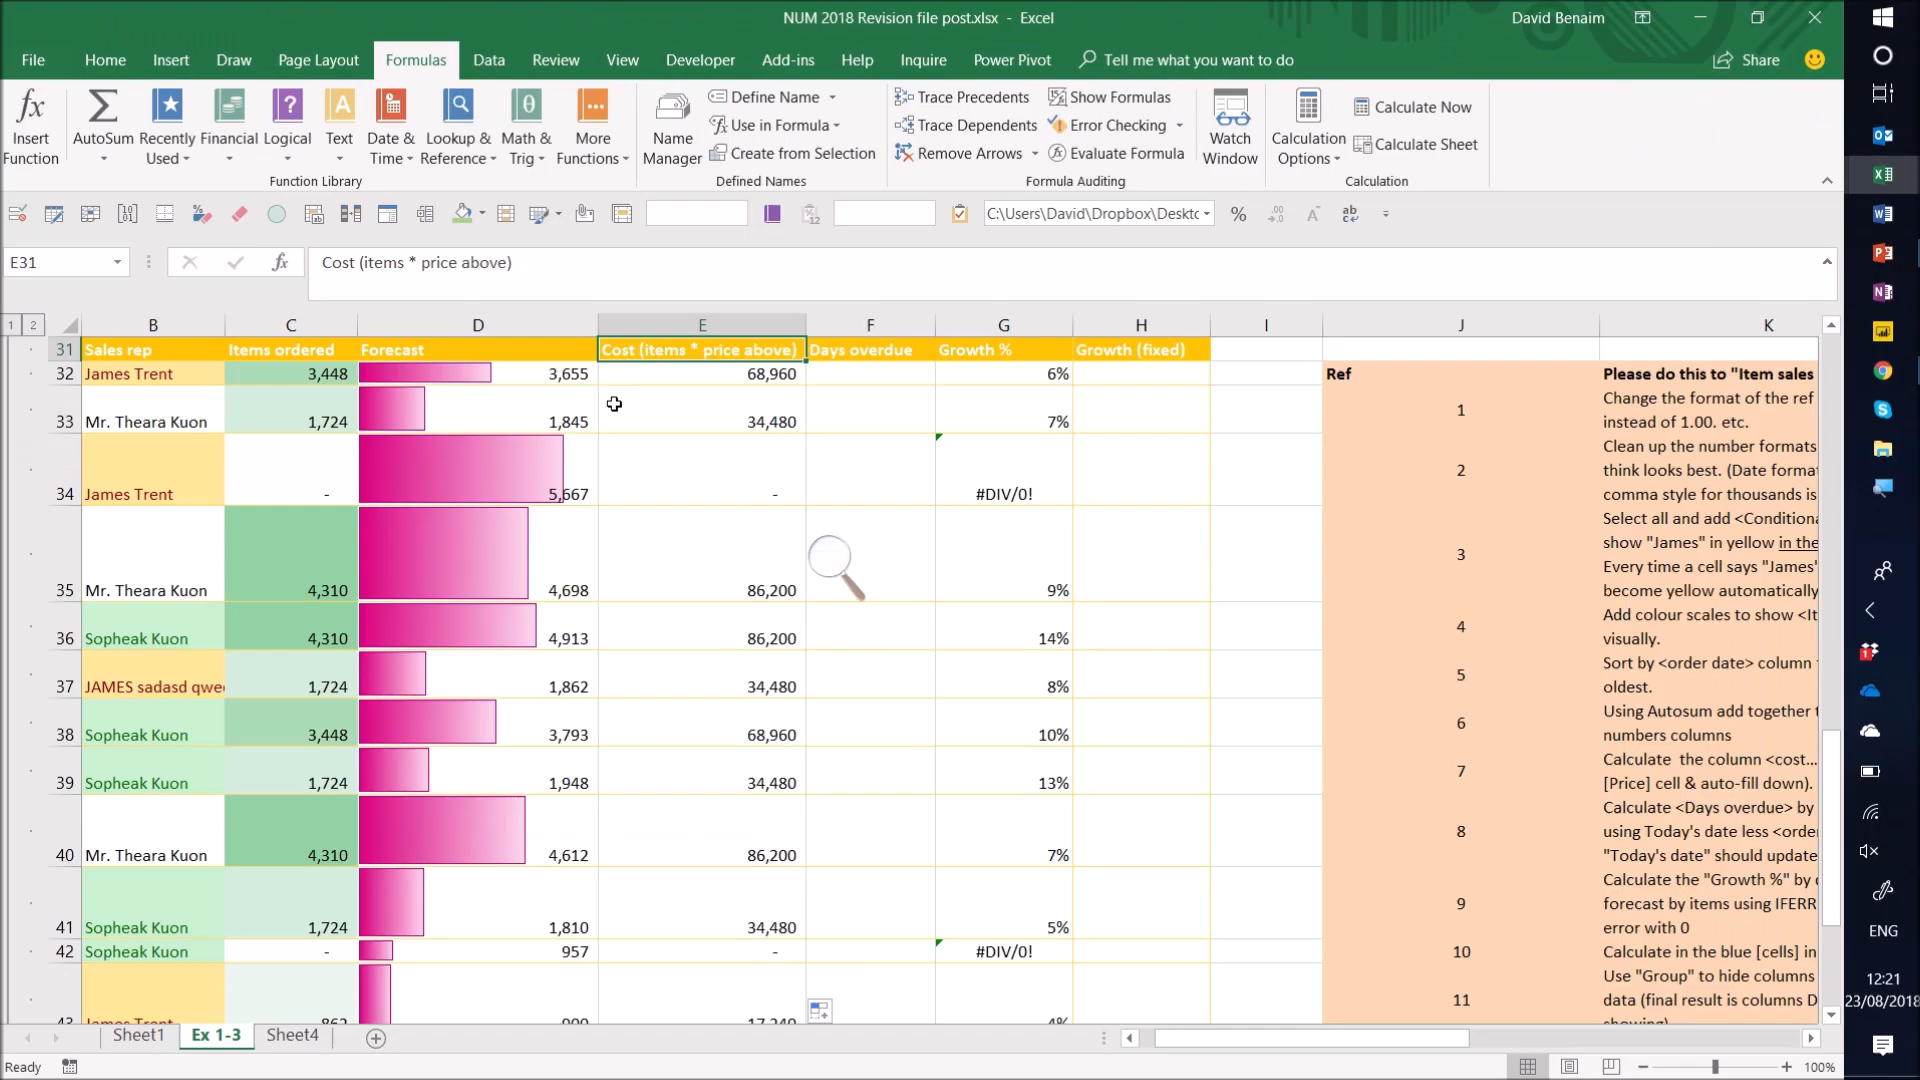 NUM 2018 Revision file post.xlsx - Excel
David Benaim
File Home Insert Draw Page Layout Formulas Data Review View Developer Add-ins Help Inquire Power Pivot Tell me what you want to do Share
Insert Function
AutoSum
Recently Used
Financial
Logical
Text
Date & Time
Lookup & Reference
Math & Trig
More Functions
Function Library
Name Manager
Define Name
Use in Formula
Create from Selection
Defined Names
Trace Precedents
Trace Dependents
Remove Arrows
Show Formulas
Error Checking
Evaluate Formula
Formula Auditing
Watch Window
Calculation Options
Calculate Now
Calculate Sheet
Calculation
C:\Users\David\Dropbox\Deskto
E31
fx
Cost (items * price above)
1 2 B C D E F G H I J K
31 Sales rep Items ordered Forecast Cost (items * price above) Days overdue Growth % Growth (fixed)
32 James Trent 3,448 3,655 68,960 6%
33 Mr. Theara Kuon 1,724 1,845 34,480 7%
34 James Trent - 5,667 - #DIV/0!
35 Mr. Theara Kuon 4,310 4,698 86,200 9%
36 Sopheak Kuon 4,310 4,913 86,200 14%
37 JAMES sadasd qwe 1,724 1,862 34,480 8%
38 Sopheak Kuon 3,448 3,793 68,960 10%
39 Sopheak Kuon 1,724 1,948 34,480 13%
40 Mr. Theara Kuon 4,310 4,612 86,200 7%
41 Sopheak Kuon 1,724 1,810 34,480 5%
42 Sopheak Kuon - 957 - #DIV/0!
43 James Trent 862 900 17,240 4%
Ref Please do this to "Item sales
1 Change the format of the ref
instead of 1.00. etc.
2 Clean up the number formats
think looks best. (Date forma
comma style for thousands is
3 Select all and add <Conditiona
show "James" in yellow in the
Every time a cell says "James"
become yellow automatically
4 Add colour scales to show <It
visually.
5 Sort by <order date> column
oldest.
6 Using Autosum add together
numbers columns
7 Calculate the column <cost...
[Price] cell & auto-fill down).
8 Calculate <Days overdue> by
using Today's date less <orde
"Today's date" should update
9 Calculate the "Growth %" by
forecast by items using IFERR
error with 0
10 Calculate in the blue [cells] in
11 Use "Group" to hide columns
data (final result is columns D
showing)
Sheet1 Ex 1-3 Sheet4
Ready
100%
ENG
12:21
23/08/2018